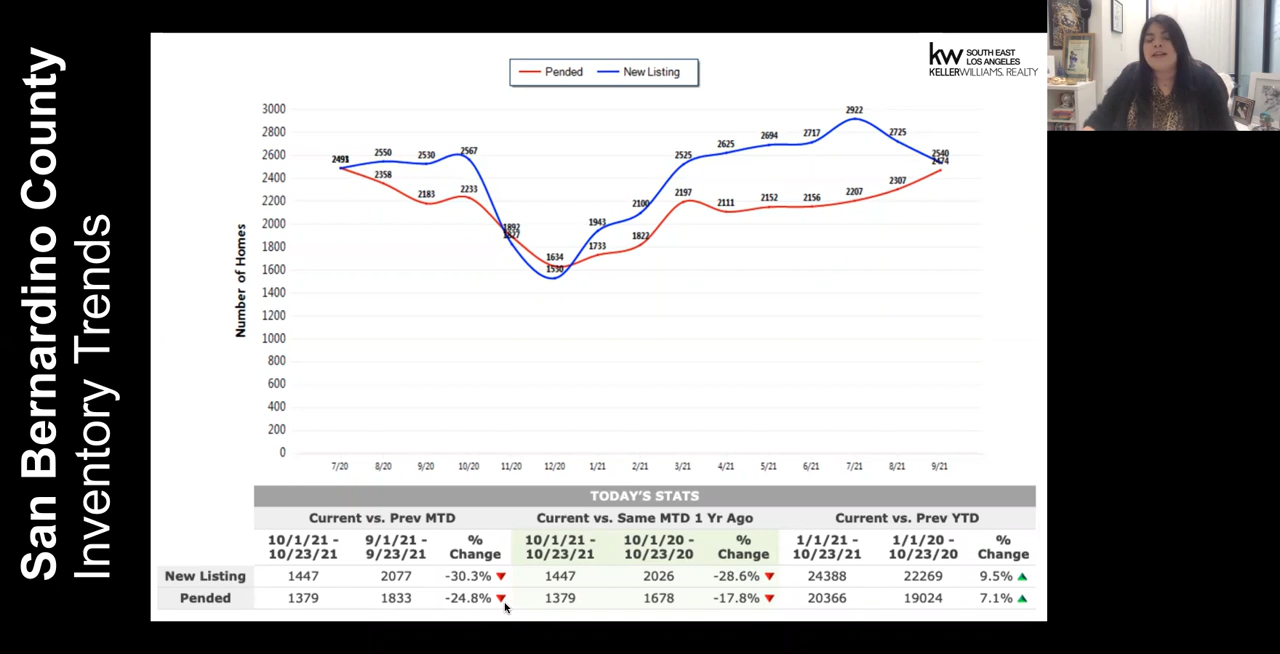 San Bernardino County
Inventory Trends
Pended New Listing
kw SOUTH EAST
LOS ANGELES
KELLERWILLIAMS. REALTY
Number of Homes
3000
2800
2600
2400
2200
2000
1800
1600
1400
1200
1000
800
600
400
200
0
2491 2550 2530 2567 1530 1943 2100 2525 2625 2694 2717 2922 2725 2540
2358 2183 2233 1892 1634 1733 1822 2197 2111 2152 2156 2207 2307 2474
1827
7/20 8/20 9/20 10/20 11/20 12/20 1/21 2/21 3/21 4/21 5/21 6/21 7/21 8/21 9/21
TODAY'S STATS
Current vs. Prev MTD Current vs. Same MTD 1 Yr Ago Current vs. Prev YTD
10/1/21 - 9/1/21 - % 10/1/21 - 10/1/20 - % 1/1/21 - 1/1/20 - %
10/23/21 9/23/21 Change 10/23/21 10/23/20 Change 10/23/21 10/23/20 Change
New Listing 1447 2077 -30.3% 1447 2026 -28.6% 24388 22269 9.5%
Pended 1379 1833 -24.8% 1379 1678 -17.8% 20366 19024 7.1%